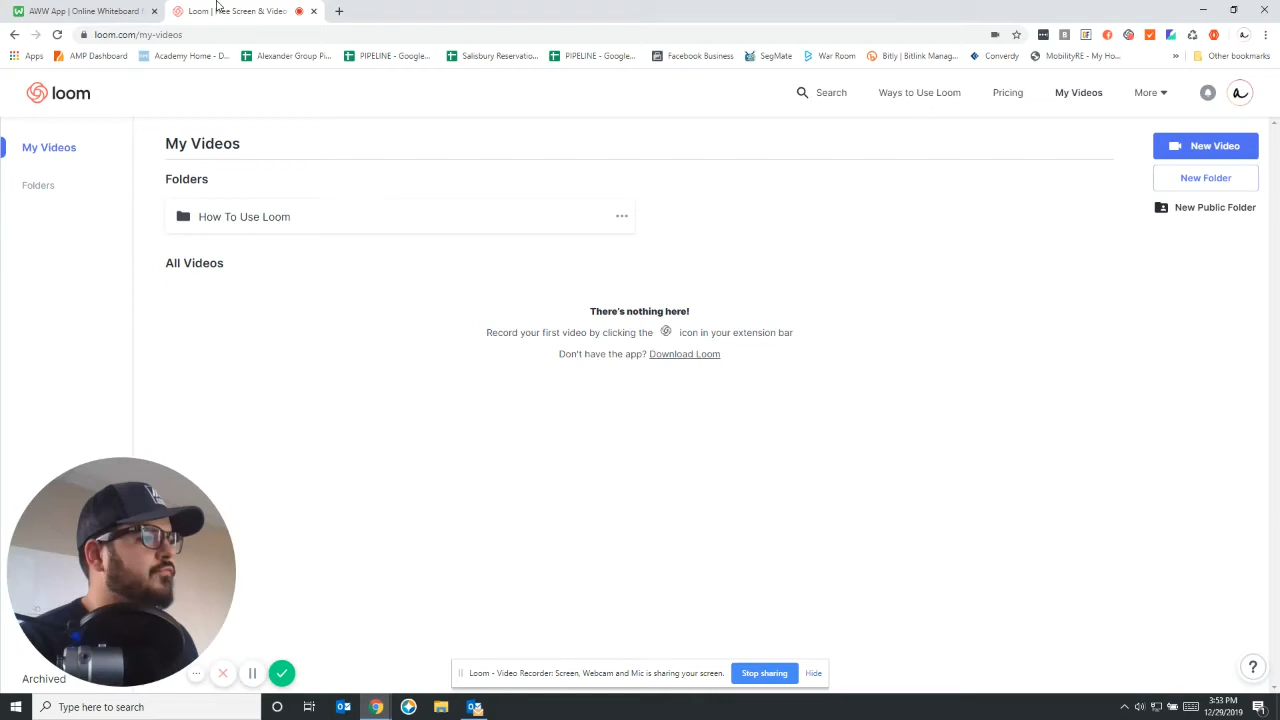 AWW App | Online Whiteboard
Loom | Free Screen & Video
loom.com/my-videos
Apps
AMP Dashboard
Academy Home - D...
Alexander Group Pi...
PIPELINE - Google...
Salisbury Reservatio...
PIPELINE - Google...
Facebook Business
SegMate
War Room
Bitly | Bitlink Manag...
Converdy
MobilityRE - My Ho...
»
Other bookmarks
loom
Search
Ways to Use Loom
Pricing
My Videos
More
My Videos
Folders
My Videos
Folders
How To Use Loom
All Videos
There's nothing here!
Record your first video by clicking the icon in your extension bar
Don't have the app? Download Loom
New Video
New Folder
New Public Folder
Archived
Loom - Video Recorder: Screen, Webcam and Mic is sharing your screen.
Stop sharing
Hide
?
Type here to search
3:53 PM
12/29/2019